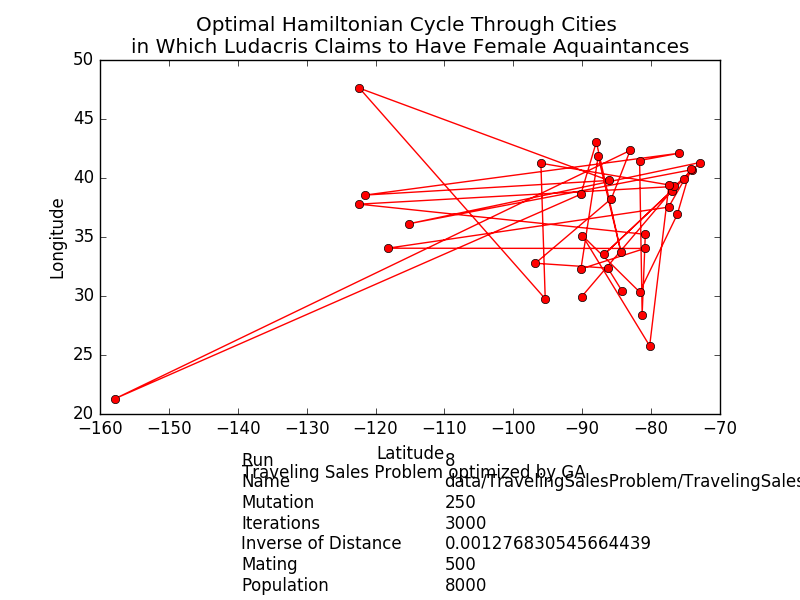 Optimal Hamiltonian Cycle Through Cities
in Which Ludacris Claims to Have Female Aquaintances
50
45
40
35
30
25
20
Longitude
−160 −150 −140 −130 −120 −110 −100 −90 −80 −70
Latitude
Run 8
Traveling Sales Problem optimized by GA
Name data/TravelingSalesProblem/TravelingSales
Mutation 250
Iterations 3000
Inverse of Distance 0.001276830545664439
Mating 500
Population 8000